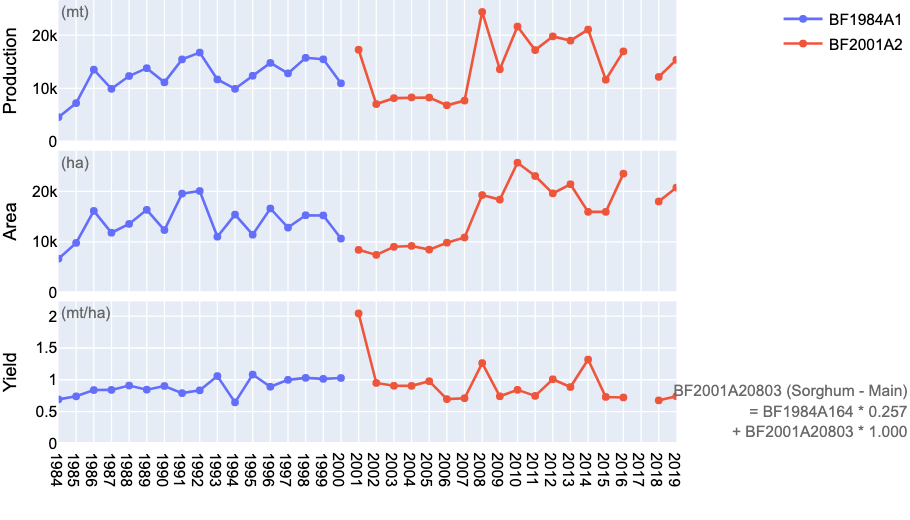 (mt)
Production
20k
10k
0
BF1984A1
BF2001A2
(ha)
Area
20k
10k
0
(mt/ha)
Yield
2
1.5
1
0.5
0
BF2001A20803 (Sorghum - Main)
= BF1984A164 * 0.257
+ BF2001A20803 * 1.000
1984
1985
1986
1987
1988
1989
1990
1991
1992
1993
1994
1995
1996
1997
1998
1999
2000
2001
2002
2003
2004
2005
2006
2007
2008
2009
2010
2011
2012
2013
2014
2015
2016
2017
2018
2019